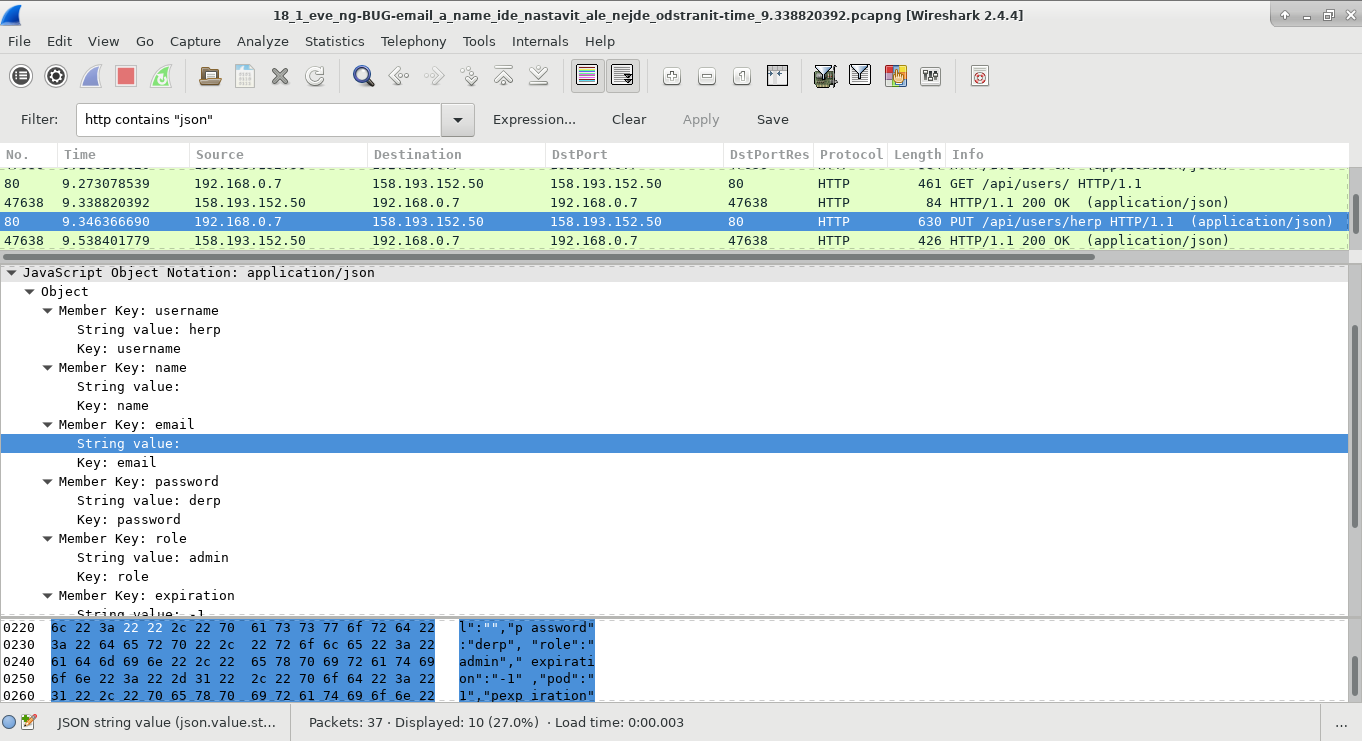 18_1_eve_ng-BUG-email_a_name_ide_nastavit_ale_nejde_odstranit-time_9.338820392.pcapng [Wireshark 2.4.4]
File Edit View Go Capture Analyze Statistics Telephony Tools Internals Help
Filter: http contains "json" Expression... Clear Apply Save
No. Time Source Destination DstPort DstPortRes Protocol Length Info
80 9.273078539 192.168.0.7 158.193.152.50 158.193.152.50 80 HTTP 461 GET /api/users/ HTTP/1.1
47638 9.338820392 158.193.152.50 192.168.0.7 192.168.0.7 47638 HTTP 84 HTTP/1.1 200 OK (application/json)
80 9.346366690 192.168.0.7 158.193.152.50 158.193.152.50 80 HTTP 630 PUT /api/users/herp HTTP/1.1 (application/json)
47638 9.538401779 158.193.152.50 192.168.0.7 192.168.0.7 47638 HTTP 426 HTTP/1.1 200 OK (application/json)
JavaScript Object Notation: application/json
Object
Member Key: username
String value: herp
Key: username
Member Key: name
String value:
Key: name
Member Key: email
String value:
Key: email
Member Key: password
String value: derp
Key: password
Member Key: role
String value: admin
Key: role
Member Key: expiration
String value: -1
0220 6c 22 3a 22 22 2c 22 70 61 73 73 77 6f 72 64 22 l":"","p assword"
0230 3a 22 64 65 72 70 22 2c 22 72 6f 6c 65 22 3a 22 :"derp", "role":"
0240 61 64 6d 69 6e 22 2c 22 65 78 70 69 72 61 74 69 admin"," expirati
0250 6f 6e 22 3a 22 2d 31 22 2c 22 70 6f 64 22 3a 22 on":"-1" ,"pod":"
0260 31 22 2c 22 70 65 78 70 69 72 61 74 69 6f 6e 22 1","pexp iration"
JSON string value (json.value.st... Packets: 37 · Displayed: 10 (27.0%) · Load time: 0:00.003 ...